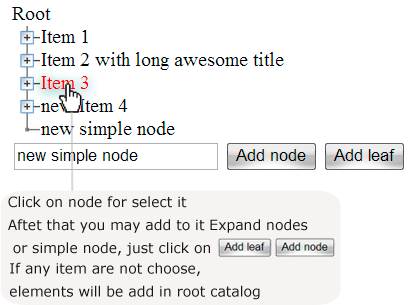 Root
Item 1
Item 2 with long awesome title
Item 3
new Item 4
new simple node
new simple node Add node Add leaf
Click on node for select it
Aftet that you may add to it Expand nodes
or simple node, just click on Add leaf Add node
If any item are not choose,
elements will be add in root catalog